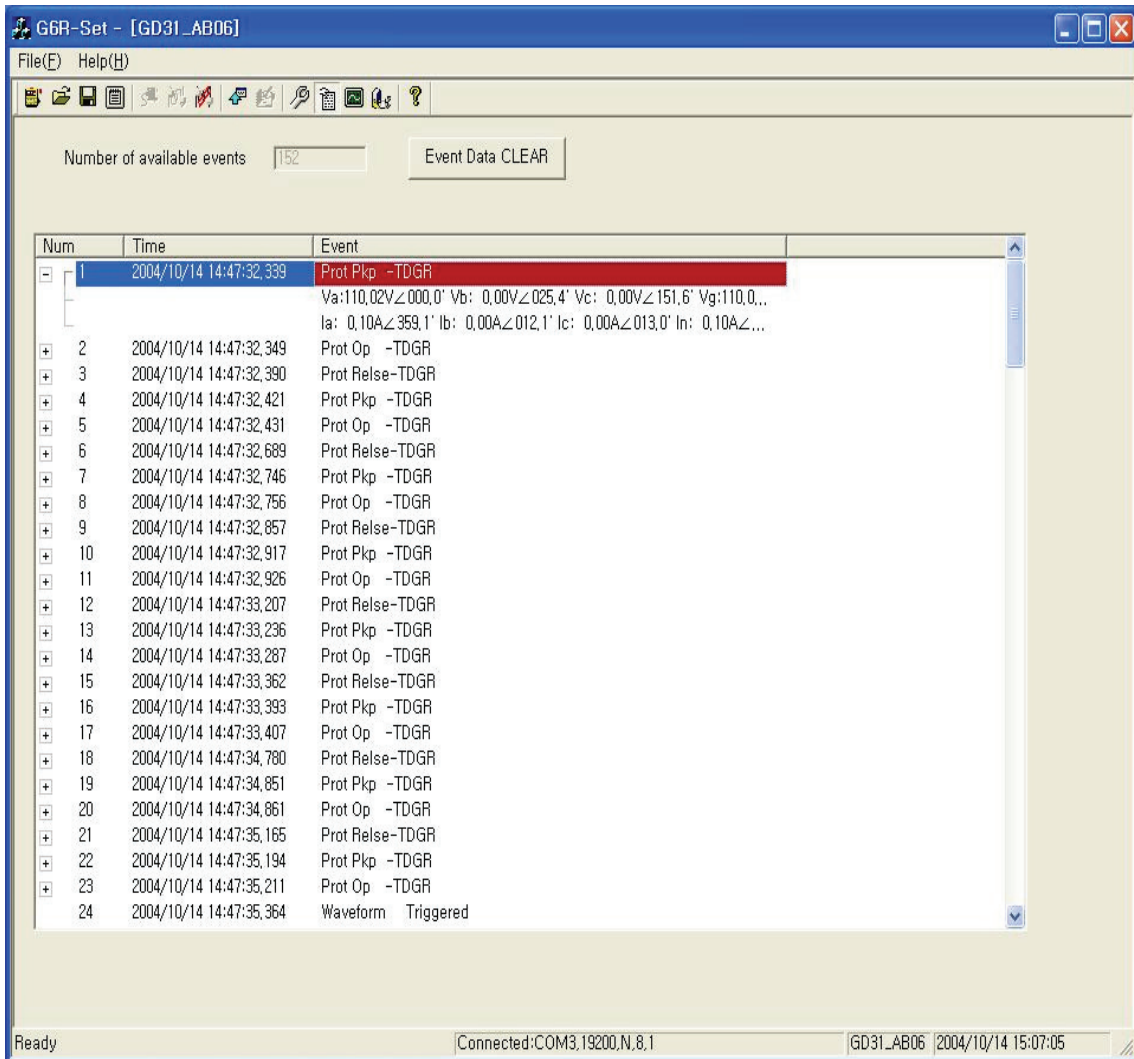 G6R-Set - [GD31_AB06]
File(F) Help(H)
Number of available events 152 Event Data CLEAR
Num Time Event
1 2004/10/14 14:47:32,339 Prot Pkp -TDGR
Va:110,02V∠000,0' Vb: 0,00V∠025,4' Vc: 0,00V∠151,6' Vg:110,0...
Ia: 0,10A∠359,1' Ib: 0,00A∠012,1' Ic: 0,00A∠013,0' In: 0,10A∠...
2 2004/10/14 14:47:32,349 Prot Op -TDGR
3 2004/10/14 14:47:32,390 Prot Relse-TDGR
4 2004/10/14 14:47:32,421 Prot Pkp -TDGR
5 2004/10/14 14:47:32,431 Prot Op -TDGR
6 2004/10/14 14:47:32,689 Prot Relse-TDGR
7 2004/10/14 14:47:32,746 Prot Pkp -TDGR
8 2004/10/14 14:47:32,756 Prot Op -TDGR
9 2004/10/14 14:47:32,857 Prot Relse-TDGR
10 2004/10/14 14:47:32,917 Prot Pkp -TDGR
11 2004/10/14 14:47:32,926 Prot Op -TDGR
12 2004/10/14 14:47:33,207 Prot Relse-TDGR
13 2004/10/14 14:47:33,236 Prot Pkp -TDGR
14 2004/10/14 14:47:33,287 Prot Op -TDGR
15 2004/10/14 14:47:33,362 Prot Relse-TDGR
16 2004/10/14 14:47:33,393 Prot Pkp -TDGR
17 2004/10/14 14:47:33,407 Prot Op -TDGR
18 2004/10/14 14:47:34,780 Prot Relse-TDGR
19 2004/10/14 14:47:34,851 Prot Pkp -TDGR
20 2004/10/14 14:47:34,861 Prot Op -TDGR
21 2004/10/14 14:47:35,165 Prot Relse-TDGR
22 2004/10/14 14:47:35,194 Prot Pkp -TDGR
23 2004/10/14 14:47:35,211 Prot Op -TDGR
24 2004/10/14 14:47:35,364 Waveform Triggered
Ready Connected:COM3,19200,N,8,1 GD31_AB06 2004/10/14 15:07:05